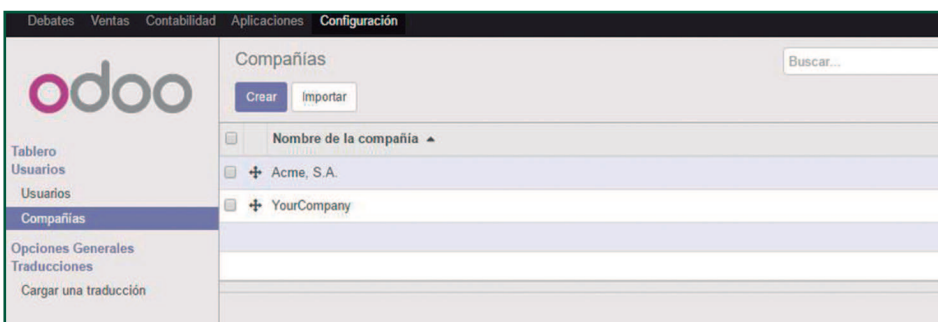 Debates Ventas Contabilidad Aplicaciones Configuración
odoo
Tablero
Usuarios
Usuarios
Compañías
Opciones Generales
Traducciones
Cargar una traducción
Compañías
Buscar...
Crear Importar
Nombre de la compañia
Acme, S.A.
YourCompany